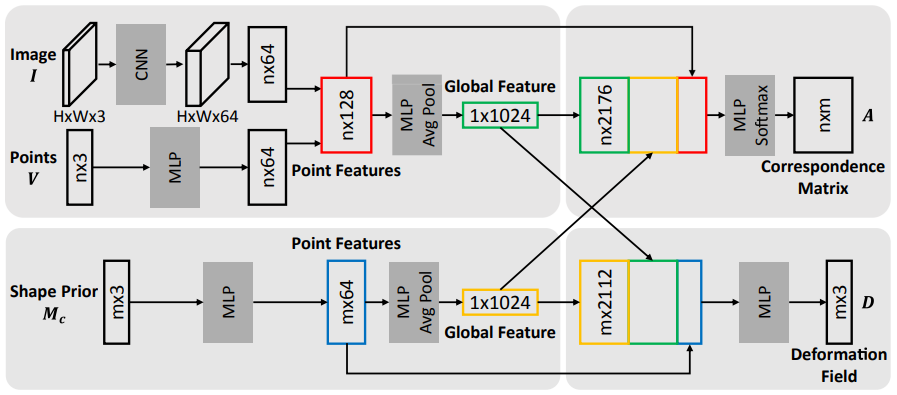 Image
I
HxWx3
CNN
HxWx64
nx64
Points
V
nx3
MLP
nx64
nx128
Point Features
MLP
Avg Pool
Global Feature
1x1024
nx2176
MLP
Softmax
nxm
A
Correspondence
Matrix
Shape Prior
Mc
mx3
MLP
Point Features
mx64
MLP
Avg Pool
1x1024
Global Feature
mx2112
MLP
mx3
D
Deformation
Field